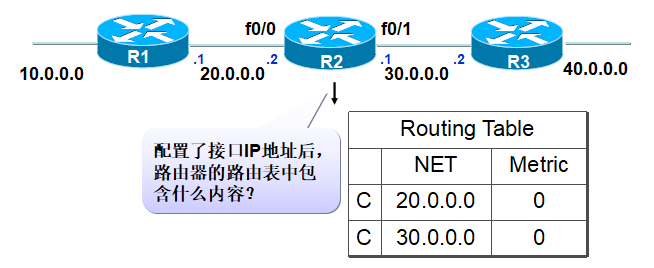 f0/0
f0/1
R1
R2
R3
.1
.2
.1
.2
10.0.0.0
20.0.0.0
30.0.0.0
40.0.0.0
配置了接口IP地址后，
路由器的路由表中包
含什么内容？
Routing Table
NET Metric
C 20.0.0.0 0
C 30.0.0.0 0